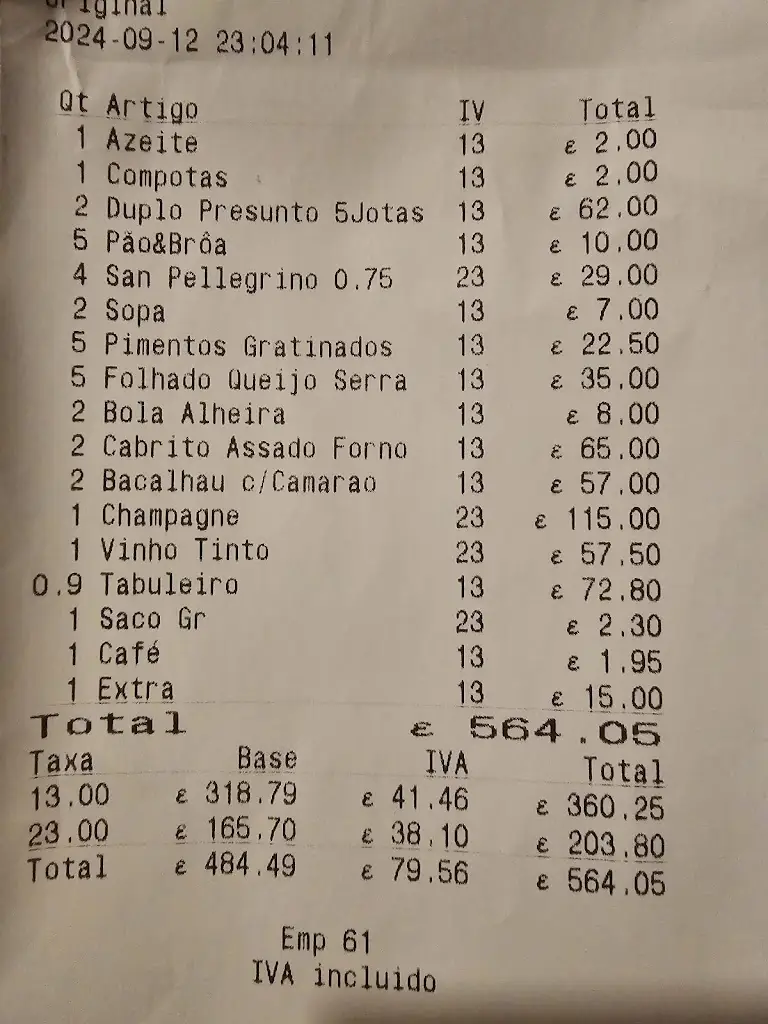 Original
2024-09-12 23:04:11
Qt Artigo IV Total
1 Azeite 13 € 2.00
1 Compotas 13 € 2.00
2 Duplo Presunto 5Jotas 13 € 62.00
5 Pão&Brôa 13 € 10.00
4 San Pellegrino 0.75 23 € 29.00
2 Sopa 13 € 7.00
5 Pimentos Gratinados 13 € 22.50
5 Folhado Queijo Serra 13 € 35.00
2 Bola Alheira 13 € 8.00
2 Cabrito Assado Forno 13 € 65.00
2 Bacalhau c/Camarao 13 € 57.00
1 Champagne 23 € 115.00
1 Vinho Tinto 23 € 57.50
0.9 Tabuleiro 13 € 72.80
1 Saco Gr 23 € 2.30
1 Café 13 € 1.95
1 Extra 13 € 15.00
Total € 564.05
Taxa Base IVA Total
13.00 € 318.79 € 41.46 € 360.25
23.00 € 165.70 € 38.10 € 203.80
Total € 484.49 € 79.56 € 564.05
Emp 61
IVA incluido